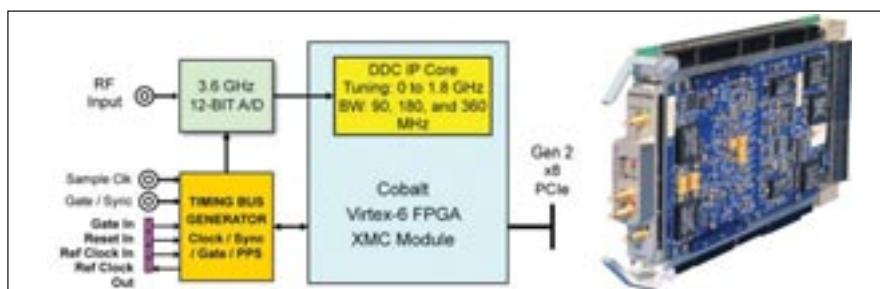 RF
Input
3.6 GHz
12-BIT A/D
DDC IP Core
Tuning: 0 to 1.8 GHz
BW: 90, 180, and 360
MHz
Sample Clk
Gate / Sync
Gate In
Reset In
Ref Clock In
Ref Clock
Out
TIMING BUS
GENERATOR
Clock / Sync
/ Gate / PPS
Cobalt
Virtex-6 FPGA
XMC Module
Gen 2
x8
PCIe